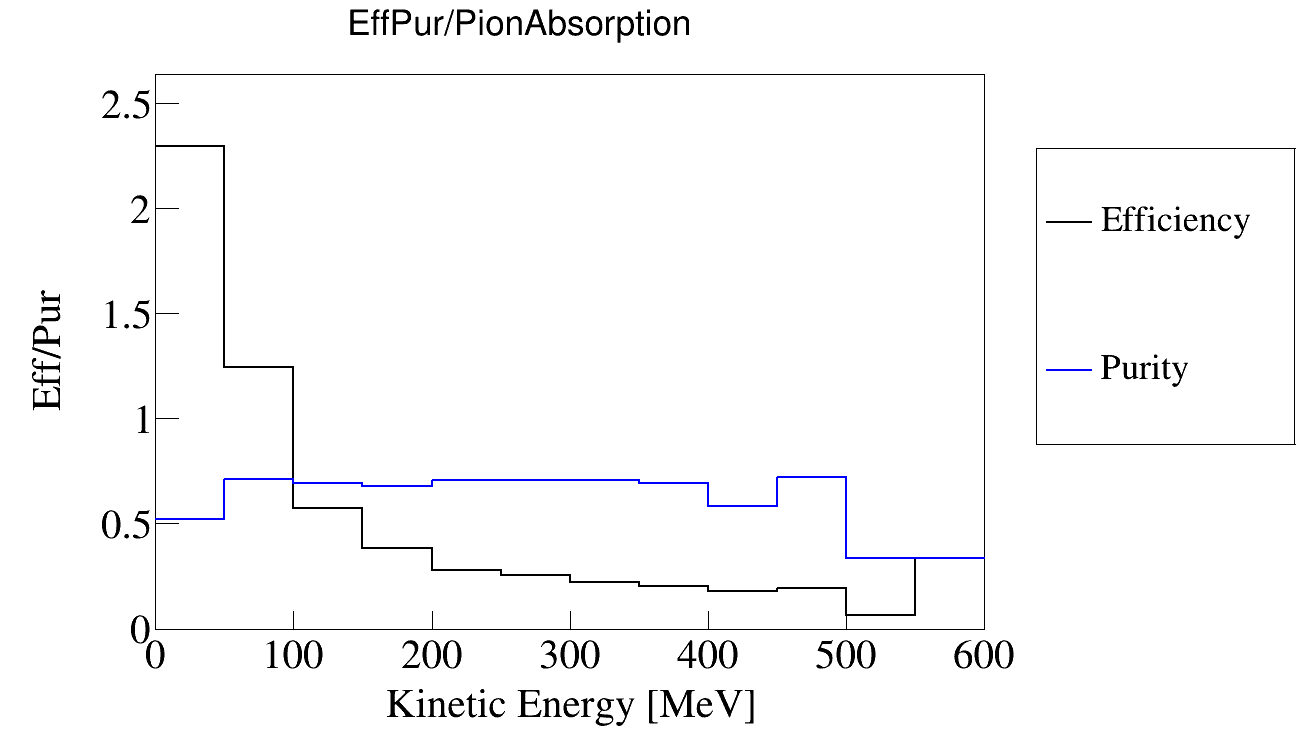 EffPur/PionAbsorption
Eff/Pur
2.5
2
1.5
1
0.5
0
0 100 200 300 400 500 600
Kinetic Energy [MeV]
Efficiency
Purity